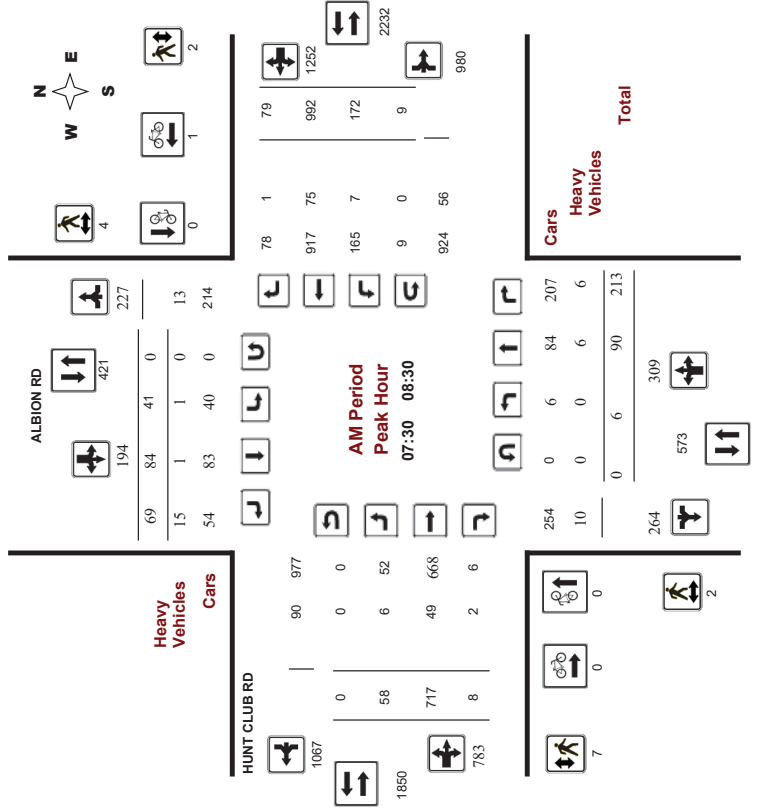 N
W E
S
4
2
0
1
ALBION RD
194
421
227
69 84 41 0
15 1 1 0 13
54 83 40 0 214
Heavy
Vehicles
Cars
HUNT CLUB RD
1067
1850
783
90 977
0 0 0
58 6 52
717 49 668
8 2 6
AM Period
Peak Hour
07:30 08:30
78 1 79
917 75 992
165 7 172
9 0 9
924 56
1252
2232
980
254 0 6 84 207 Cars
10 0 0 6 6 Heavy
Vehicles
0 6 90 213 Total
264
573
309
7
0
0
2